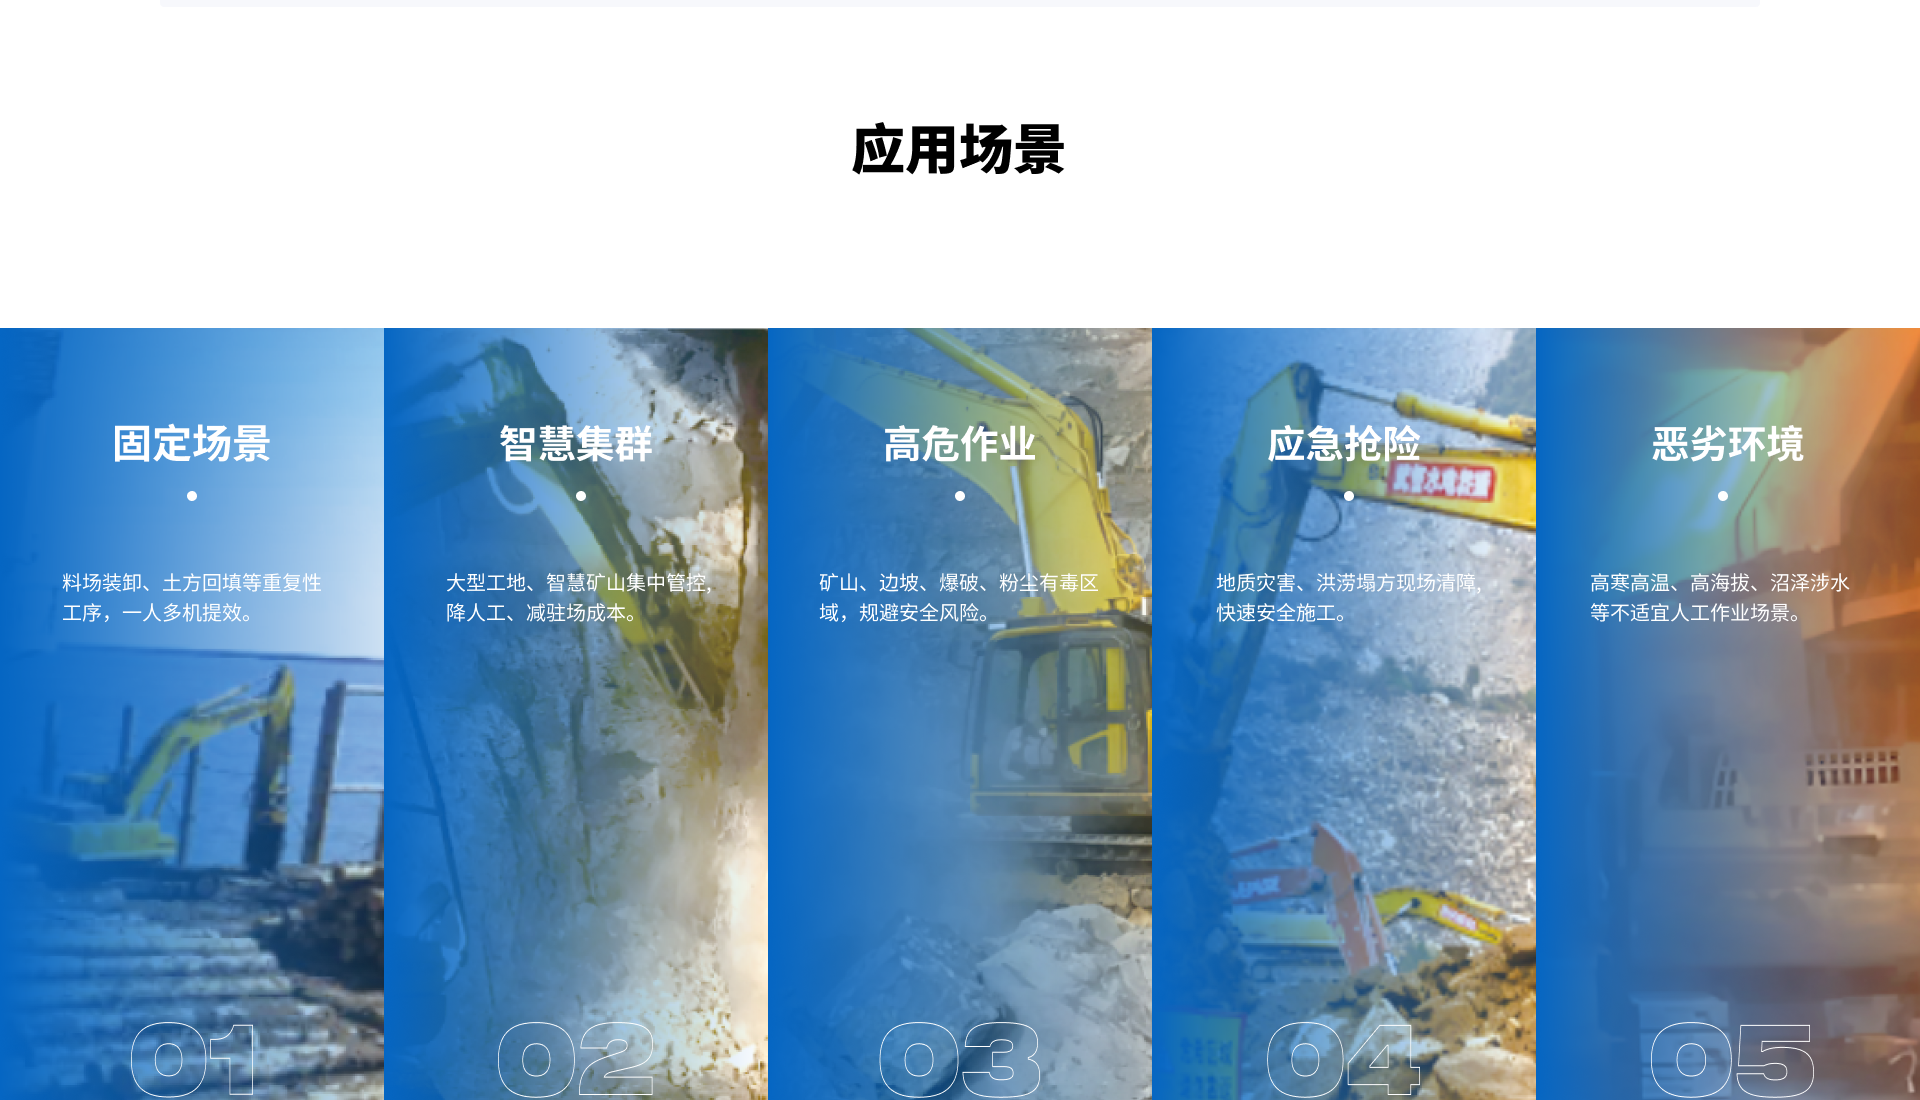 应用场景
固定场景
料场装卸、土方回填等重复性
工序，一人多机提效。
01
智慧集群
大型工地、智慧矿山集中管控,
降人工、减驻场成本。
02
高危作业
矿山、边坡、爆破、粉尘有毒区
域，规避安全风险。
03
应急抢险
地质灾害、洪涝塌方现场清障,
快速安全施工。
04
恶劣环境
高寒高温、高海拔、沼泽涉水
等不适宜人工作业场景。
05